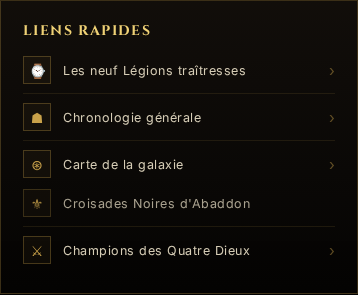 LIENS RAPIDES
Les neuf Légions traîtresses
Chronologie générale
Carte de la galaxie
Croisades Noires d'Abaddon
Champions des Quatre Dieux